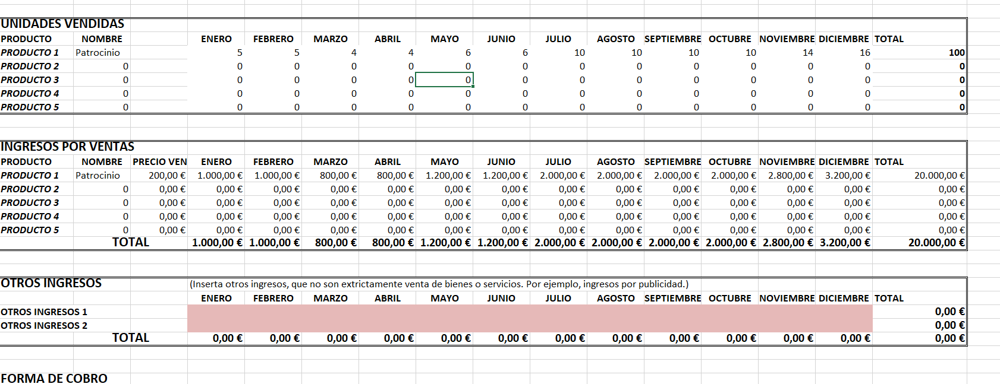 UNIDADES VENDIDAS
PRODUCTO NOMBRE ENERO FEBRERO MARZO ABRIL MAYO JUNIO JULIO AGOSTO SEPTIEMBRE OCTUBRE NOVIEMBRE DICIEMBRE TOTAL
PRODUCTO 1 Patrocinio 5 5 4 4 6 6 10 10 10 10 14 16 100
PRODUCTO 2 0 0 0 0 0 0 0 0 0 0 0 0 0 0
PRODUCTO 3 0 0 0 0 0 0 0 0 0 0 0 0 0 0
PRODUCTO 4 0 0 0 0 0 0 0 0 0 0 0 0 0 0
PRODUCTO 5 0 0 0 0 0 0 0 0 0 0 0 0 0 0
INGRESOS POR VENTAS
PRODUCTO NOMBRE PRECIO VEN ENERO FEBRERO MARZO ABRIL MAYO JUNIO JULIO AGOSTO SEPTIEMBRE OCTUBRE NOVIEMBRE DICIEMBRE TOTAL
PRODUCTO 1 Patrocinio 200,00 € 1.000,00 € 1.000,00 € 800,00 € 800,00 € 1.200,00 € 1.200,00 € 2.000,00 € 2.000,00 € 2.000,00 € 2.000,00 € 2.800,00 € 3.200,00 € 20.000,00 €
PRODUCTO 2 0 0,00 € 0,00 € 0,00 € 0,00 € 0,00 € 0,00 € 0,00 € 0,00 € 0,00 € 0,00 € 0,00 € 0,00 € 0,00 € 0,00 €
PRODUCTO 3 0 0,00 € 0,00 € 0,00 € 0,00 € 0,00 € 0,00 € 0,00 € 0,00 € 0,00 € 0,00 € 0,00 € 0,00 € 0,00 € 0,00 €
PRODUCTO 4 0 0,00 € 0,00 € 0,00 € 0,00 € 0,00 € 0,00 € 0,00 € 0,00 € 0,00 € 0,00 € 0,00 € 0,00 € 0,00 € 0,00 €
PRODUCTO 5 0 0,00 € 0,00 € 0,00 € 0,00 € 0,00 € 0,00 € 0,00 € 0,00 € 0,00 € 0,00 € 0,00 € 0,00 € 0,00 € 0,00 €
TOTAL 1.000,00 € 1.000,00 € 800,00 € 800,00 € 1.200,00 € 1.200,00 € 2.000,00 € 2.000,00 € 2.000,00 € 2.000,00 € 2.800,00 € 3.200,00 € 20.000,00 €
OTROS INGRESOS (Inserta otros ingresos, que no son extrictamente venta de bienes o servicios. Por ejemplo, ingresos por publicidad.)
ENERO FEBRERO MARZO ABRIL MAYO JUNIO JULIO AGOSTO SEPTIEMBRE OCTUBRE NOVIEMBRE DICIEMBRE TOTAL
OTROS INGRESOS 1 0,00 €
OTROS INGRESOS 2 0,00 €
TOTAL 0,00 € 0,00 € 0,00 € 0,00 € 0,00 € 0,00 € 0,00 € 0,00 € 0,00 € 0,00 € 0,00 € 0,00 € 0,00 €
FORMA DE COBRO